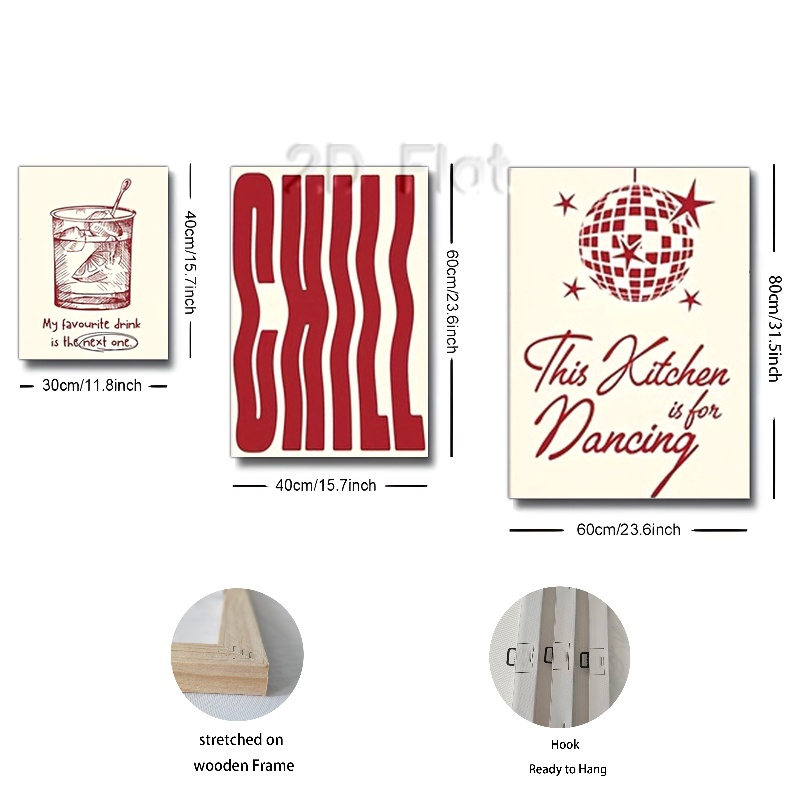 2D Flat
My favourite drink
is the next one.
40cm/15.7inch
30cm/11.8inch
CHILL
60cm/23.6inch
40cm/15.7inch
This Kitchen
is for
Dancing
80cm/31.5inch
60cm/23.6inch
stretched on
wooden Frame
Hook
Ready to Hang